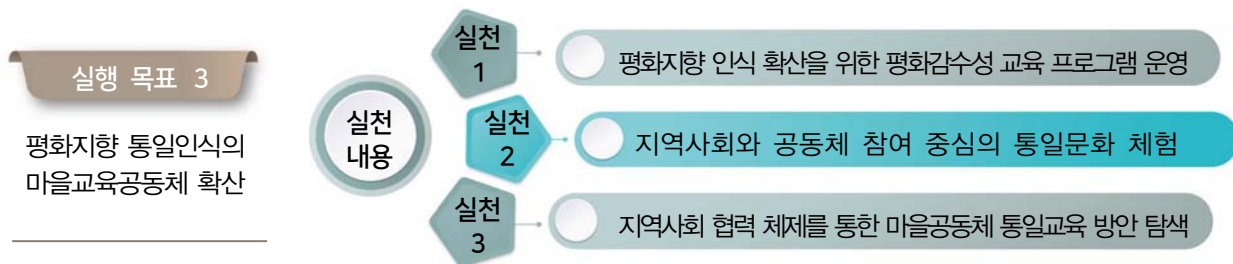 실행 목표 3
평화지향 통일인식의
마을교육공동체 확산
실천
내용
실천
1
평화지향 인식 확산을 위한 평화감수성 교육 프로그램 운영
실천
2
지역사회와 공동체 참여 중심의 통일문화 체험
실천
3
지역사회 협력 체제를 통한 마을공동체 통일교육 방안 탐색